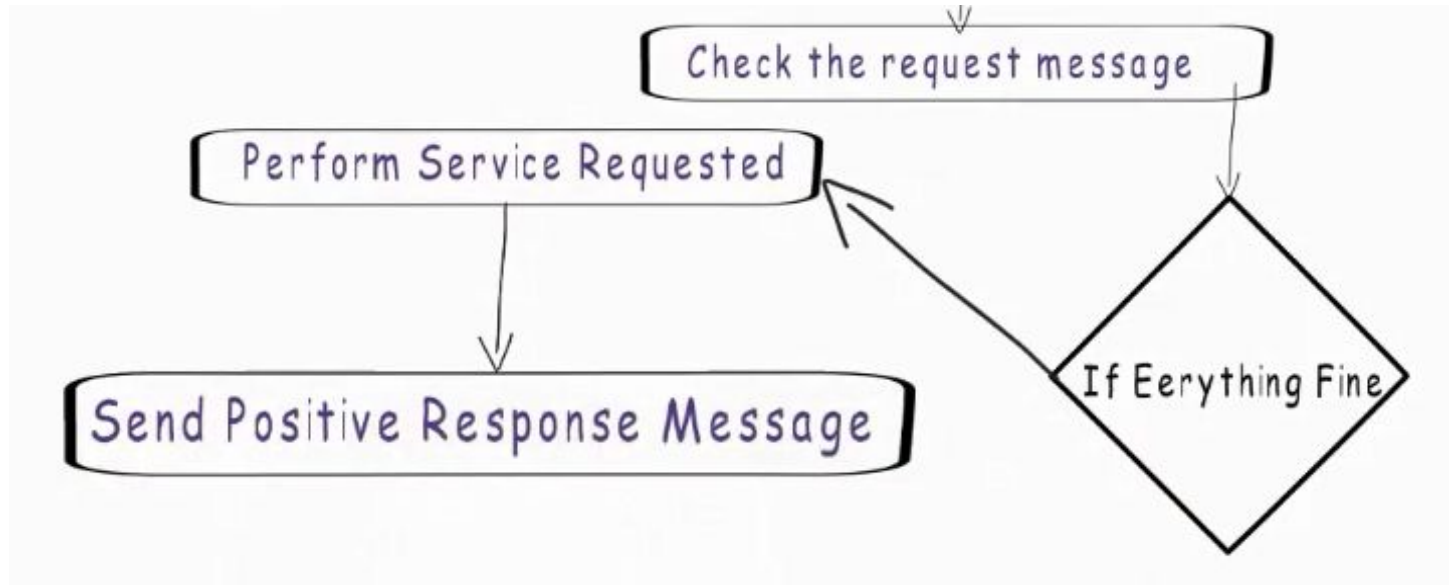 Check the request message
Perform Service Requested
If Eerything Fine
Send Positive Response Message